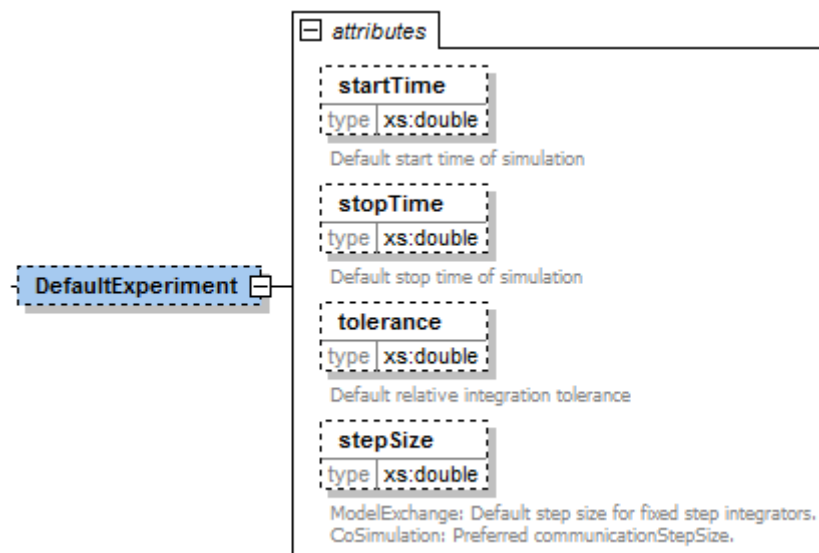 attributes
startTime
type xs:double
Default start time of simulation
stopTime
type xs:double
Default stop time of simulation
DefaultExperiment
tolerance
type xs:double
Default relative integration tolerance
stepSize
type xs:double
ModelExchange: Default step size for fixed step integrators.
CoSimulation: Preferred communicationStepSize.